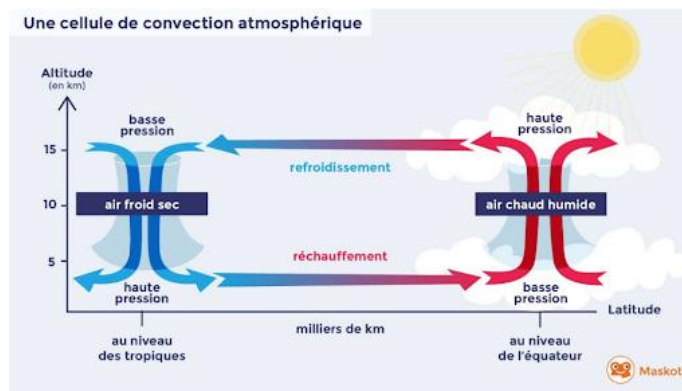 Une cellule de convection atmosphérique
Altitude
(en km)
basse
pression
haute
pression
15
refroidissement
10
air froid sec
air chaud humide
5
réchauffement
haute
pression
basse
pression
Latitude
milliers de km
au niveau
des tropiques
au niveau
de l'équateur
Maskot